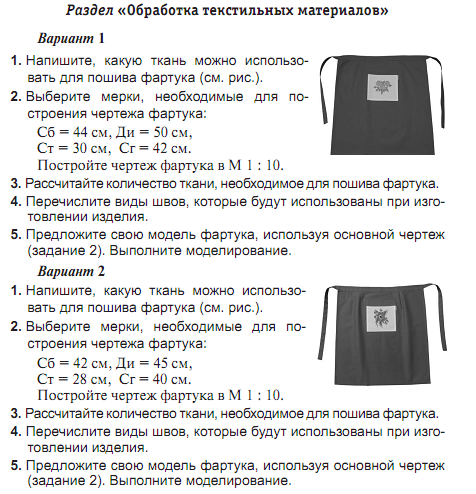 Раздел «Обработка текстильных материалов»
Вариант 1
1. Напишите, какую ткань можно использо-
вать для пошива фартука (см. рис.).
2. Выберите мерки, необходимые для по-
строения чертежа фартука:
Сб = 44 см, Ди = 50 см,
Ст = 30 см, Сг = 42 см.
Постройте чертеж фартука в М 1 : 10.
3. Рассчитайте количество ткани, необходимое для пошива фартука.
4. Перечислите виды швов, которые будут использованы при изго-
товлении изделия.
5. Предложите свою модель фартука, используя основной чертеж
(задание 2). Выполните моделирование.
Вариант 2
1. Напишите, какую ткань можно использо-
вать для пошива фартука (см. рис.).
2. Выберите мерки, необходимые для по-
строения чертежа фартука:
Сб = 42 см, Ди = 45 см,
Ст = 28 см, Сг = 40 см.
Постройте чертеж фартука в М 1 : 10.
3. Рассчитайте количество ткани, необходимое для пошива фартука.
4. Перечислите виды швов, которые будут использованы при изго-
товлении изделия.
5. Предложите свою модель фартука, используя основной чертеж
(задание 2). Выполните моделирование.